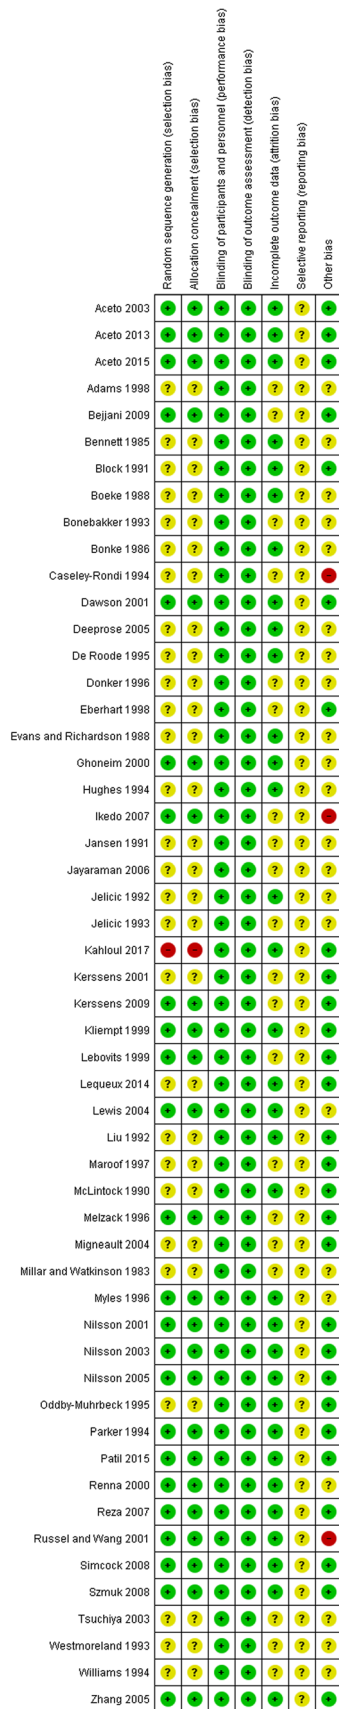 Random sequence generation (selection bias)
Allocation concealment (selection bias)
Blinding of participants and personnel (performance bias)
Blinding of outcome assessment (detection bias)
Incomplete outcome data (attrition bias)
Selective reporting (reporting bias)
Other bias
Aceto 2003 + + + + + ? +
Aceto 2013 + + + + + ? +
Aceto 2015 + + + + + ? +
Adams 1998 ? ? + + ? ? ?
Bejjani 2009 + + + + ? ? +
Bennett 1985 ? ? + + + ? ?
Block 1991 ? ? + + + ? +
Boeke 1988 ? ? + + + ? ?
Bonebakker 1993 ? ? + + ? ? ?
Bonke 1986 ? ? + + + ? ?
Caseley-Rondi 1994 ? ? + + ? ? -
Dawson 2001 + + + + + ? +
Deeprose 2005 ? ? + + + ? ?
De Roode 1995 ? ? + + + ? ?
Donker 1996 ? ? + + ? ? ?
Eberhart 1998 ? ? + + ? ? +
Evans and Richardson 1988 ? ? + + + ? ?
Ghoneim 2000 + + + + + ? ?
Hughes 1994 ? ? + + + ? ?
Ikedo 2007 + + + + ? ? -
Jansen 1991 ? ? + + ? ? ?
Jayaraman 2006 ? ? + + ? ? ?
Jelicic 1992 ? ? + + + ? ?
Jelicic 1993 ? ? + + ? ? ?
Kahloul 2017 - - + + + ? +
Kerssens 2001 ? ? + + ? ? +
Kerssens 2009 + + + + ? ? +
Kliempt 1999 + + + + + ? +
Lebovits 1999 + + + + ? ? +
Lequeux 2014 ? ? + + + ? +
Lewis 2004 + + + + + ? ?
Liu 1992 ? ? + + + ? +
Maroof 1997 ? ? + + ? ? +
McLintock 1990 ? ? + + + ? +
Melzack 1996 + + + + ? ? +
Migneault 2004 ? ? + + ? ? +
Millar and Watkinson 1983 ? ? + + ? ? ?
Myles 1996 + + + + + ? ?
Nilsson 2001 + + + + + ? +
Nilsson 2003 + + + + + ? +
Nilsson 2005 + + + + + ? +
Oddby-Muhrbeck 1995 ? ? + + + ? +
Parker 1994 + + + + + ? +
Patil 2015 + + + + + ? +
Renna 2000 + + + + + ? ?
Reza 2007 + + + + + ? +
Russel and Wang 2001 + + + + + ? -
Simcock 2008 + + + + + ? +
Szmuk 2008 + + + + + ? +
Tsuchiya 2003 ? ? + + ? ? ?
Westmoreland 1993 ? ? + + ? ? ?
Williams 1994 ? ? + + ? ? ?
Zhang 2005 + + + + + ? +